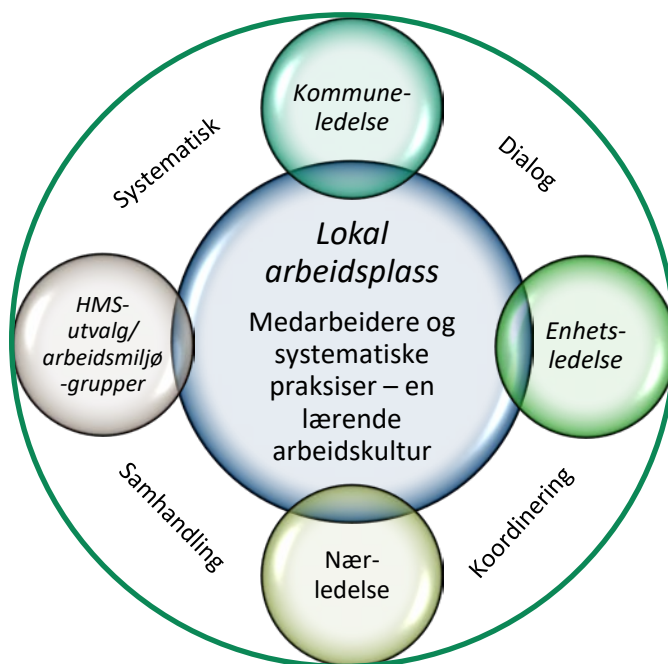 Kommune-
ledelse
Systematisk
Dialog
Lokal
arbeidsplass
Medarbeidere og
systematiske
praksiser – en
lærende
arbeidskultur
HMS-
utvalg/
arbeidsmiljø
-grupper
Enhets-
ledelse
Samhandling
Koordinering
Nær-
ledelse